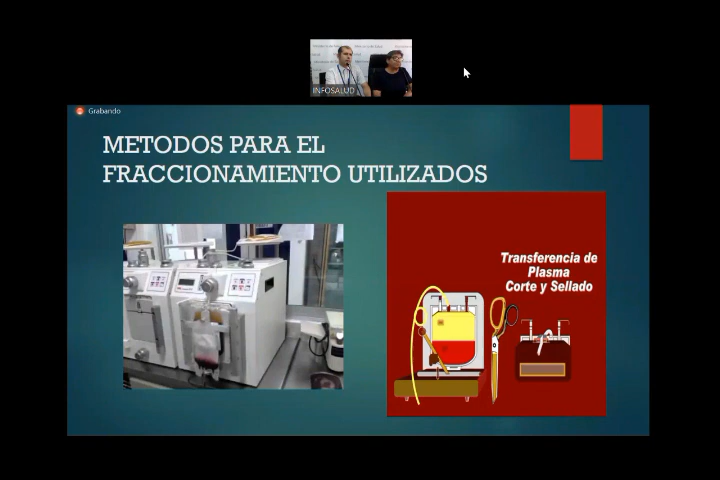 INFOSALUD
Grabando
METODOS PARA EL
FRACCIONAMIENTO UTILIZADOS
Transferencia de
Plasma
Corte y Sellado